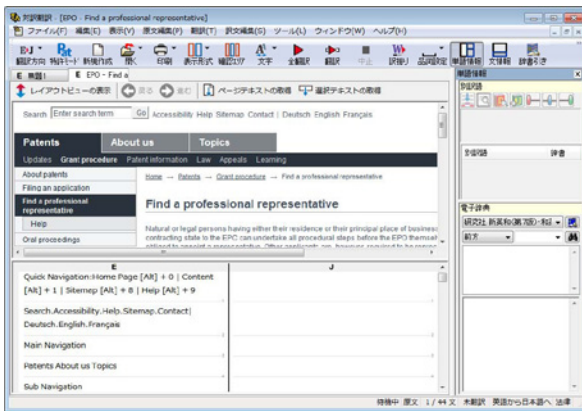 対訳翻訳 - [EPO - Find a professional representative]
ファイル(F) 編集(E) 表示(V) 原文編集(P) 翻訳(T) 訳文編集(S) ツール(L) ウィンドウ(W) ヘルプ(H)
翻訳方向 特許モード 新規作成 開く 印刷 表示形式 確認エリア 文字 全翻訳 翻訳 中止 訳振り 品詞設定 単語情報 文情報 辞書引き
E 無題1 E EPO - Find a
単語情報
レイアウトビューの表示 戻る 進む ページテキストの取得 選択テキストの取得
別訳語
Search Enter search term Go Accessibility Help Sitemap Contact | Deutsch English Français
Patents About us Topics
Updates Grant procedure Patent information Law Appeals Learning
About patents
Home → Patents → Grant procedure → Find a professional representative
Filing an application
別訳語 辞書
Find a professional representative
Find a professional representative
Help
電子辞典
Natural or legal persons having either their residence or their principal place of business
Oral proceedings
contracting state to the EPC can undertake all procedural steps before the EPO themsel
前方
E J
Quick Navigation:Home Page
[Alt] + 0 | Content
[Alt] + 1 | Sitemap [Alt] + 8 | Help [Alt] + 9
Search.Accessibility.Help.Sitemap.Contact|
Deutsch.English.Français
Main Navigation
Patents About us Topics
Sub Navigation
待機中 原文 1 / 44 文 未翻訳 英語から日本語へ 法律